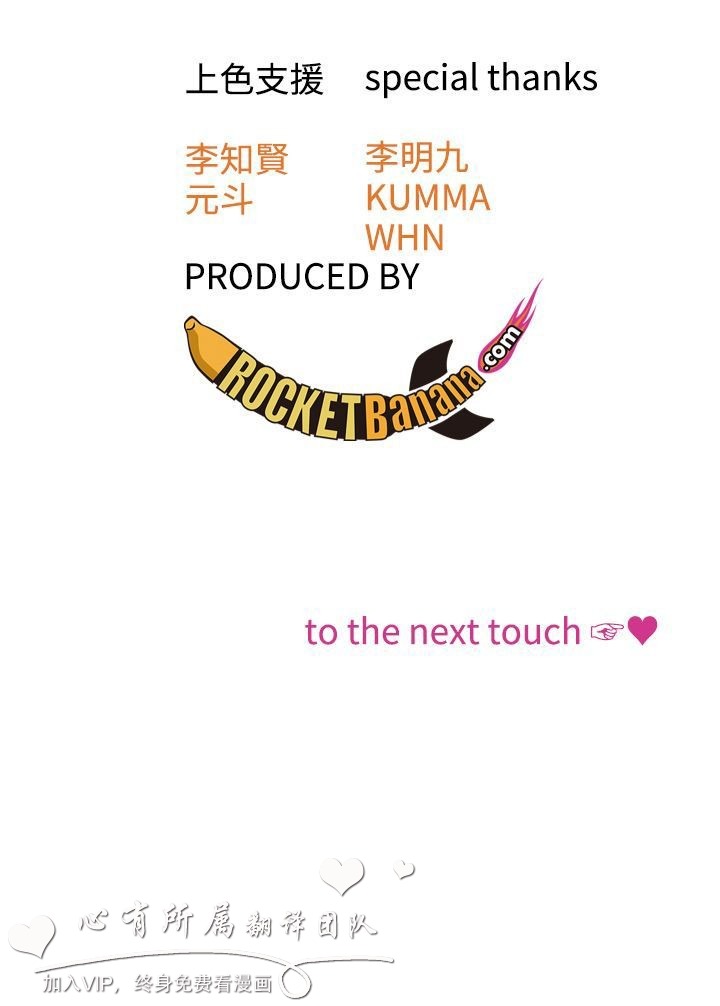 上色支援 special thanks
李知賢 李明九
元斗 KUMMA
WHN
PRODUCED BY
ROCKETBanana.com
to the next touch ☞♥
心有所属翻译团队
加入VIP，终身免费看漫画